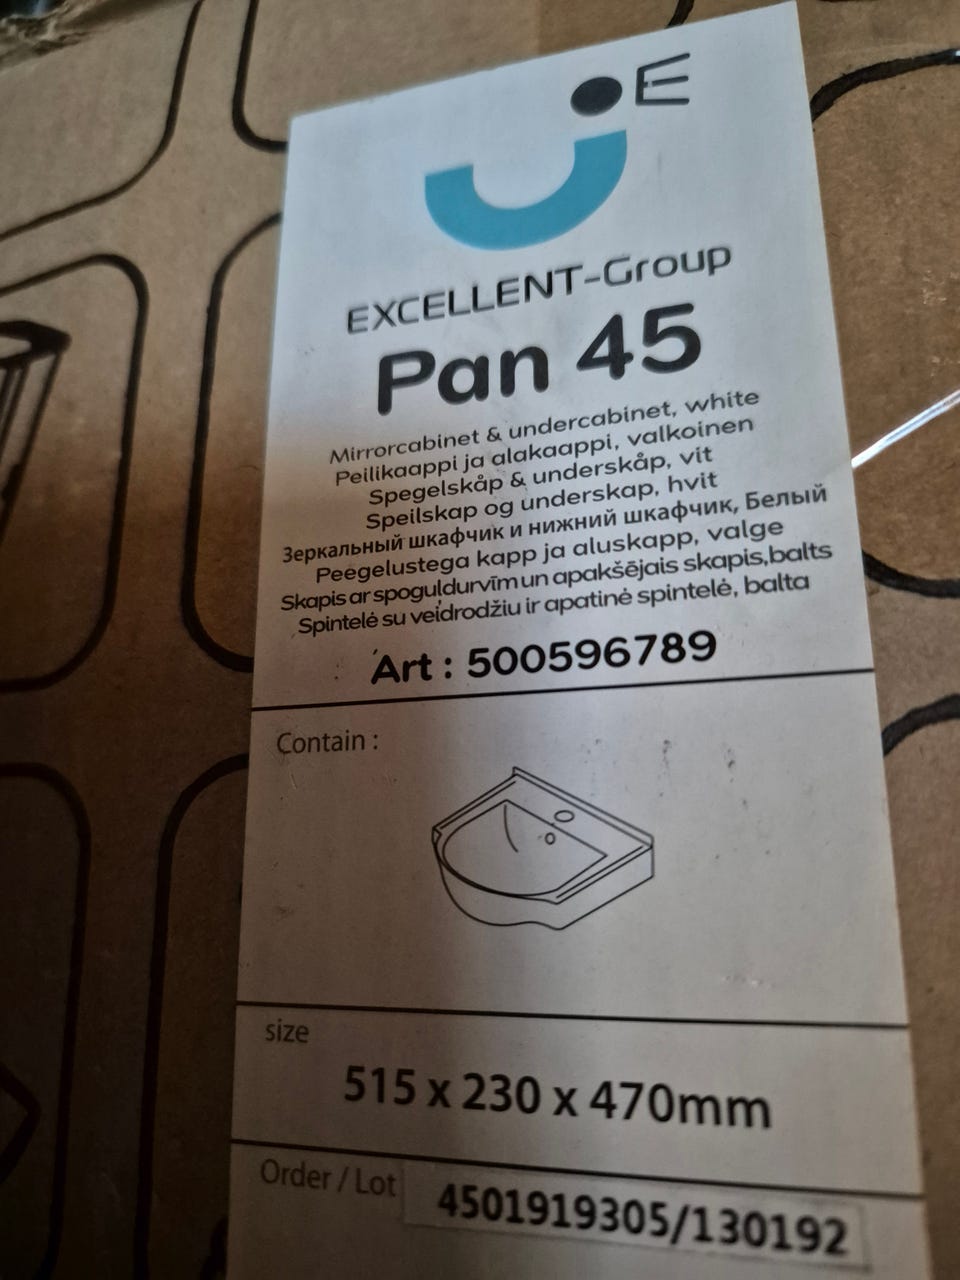 E
EXCELLENT-Group
Pan 45
Mirrorcabinet & undercabinet, white
Peilikaappi ja alakaappi, valkoinen
Spegelskåp & underskåp, vit
Speilskap og underskap, hvit
Зеркальный шкафчик и нижний шкафчик, Белый
Peegelustega kapp ja aluskapp, valge
Skapis ar spoguļdurvīm un apakšējais skapis,balts
Spintelė su veidrodžiu ir apatinė spintelė, balta
Art : 500596789
Contain :
size
515 x 230 x 470mm
Order / Lot
4501919305/130192